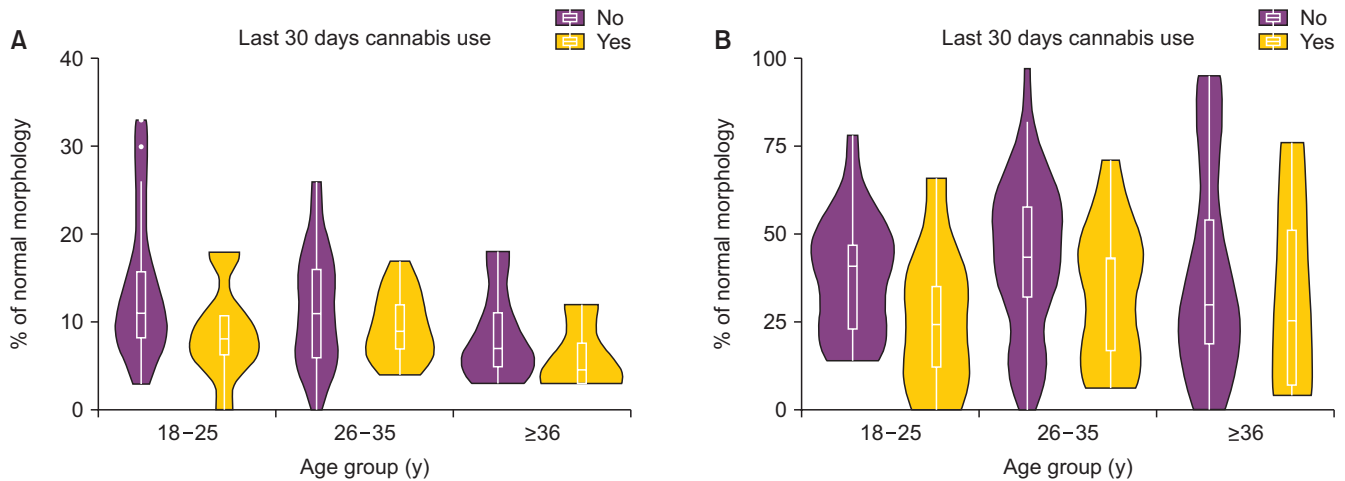 A
Last 30 days cannabis use
No
Yes
% of normal morphology
40
30
20
10
0
18–25
26–35
≥36
Age group (y)
B
Last 30 days cannabis use
No
Yes
% of normal morphology
100
75
50
25
0
18–25
26–35
≥36
Age group (y)